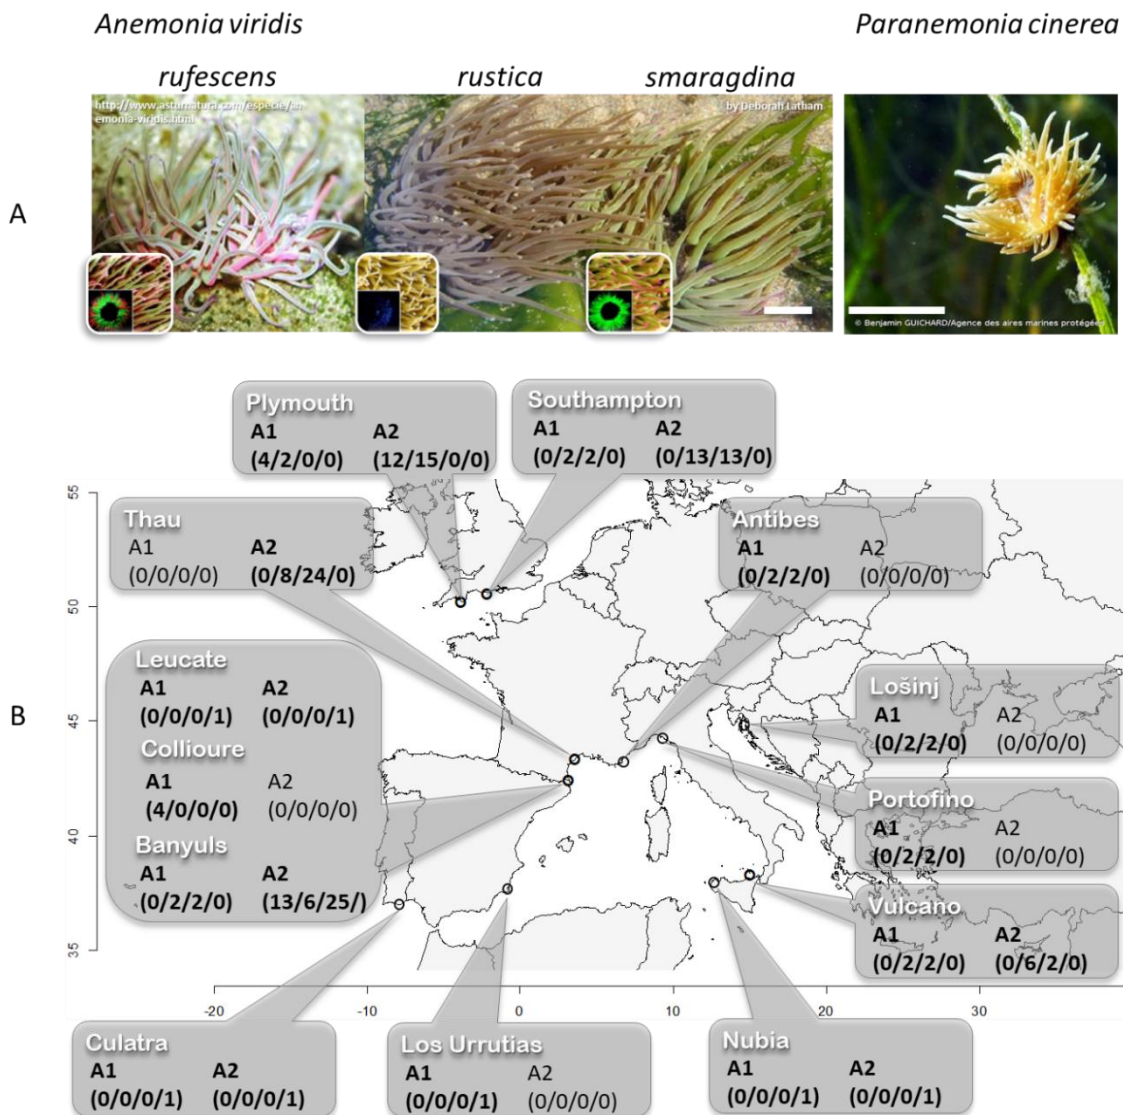 Anemonia viridis
Paranemonia cinerea
rufescens
rustica
smaragdina
http://www.asturnatura.com/especie/an
emonia-viridis.html
by Deborah Latham
A
© Benjamin GUICHARD/Agence des aires marines protégées
Plymouth
A1 A2
(4/2/0/0) (12/15/0/0)
Southampton
A1 A2
(0/2/2/0) (0/13/13/0)
Thau
A1 A2
(0/0/0/0) (0/8/24/0)
Antibes
A1 A2
(0/2/2/0) (0/0/0/0)
Leucate
A1 A2
(0/0/0/1) (0/0/0/1)
Collioure
A1 A2
(4/0/0/0) (0/0/0/0)
Banyuls
A1 A2
(0/2/2/0) (13/6/25/)
B
Lošinj
A1 A2
(0/2/2/0) (0/0/0/0)
Portofino
A1 A2
(0/2/2/0) (0/0/0/0)
Vulcano
A1 A2
(0/2/2/0) (0/6/2/0)
55
50
45
40
35
-20 -10 0 10 20 30
Culatra
A1 A2
(0/0/0/1) (0/0/0/1)
Los Urrutias
A1 A2
(0/0/0/1) (0/0/0/0)
Nubia
A1 A2
(0/0/0/1) (0/0/0/1)